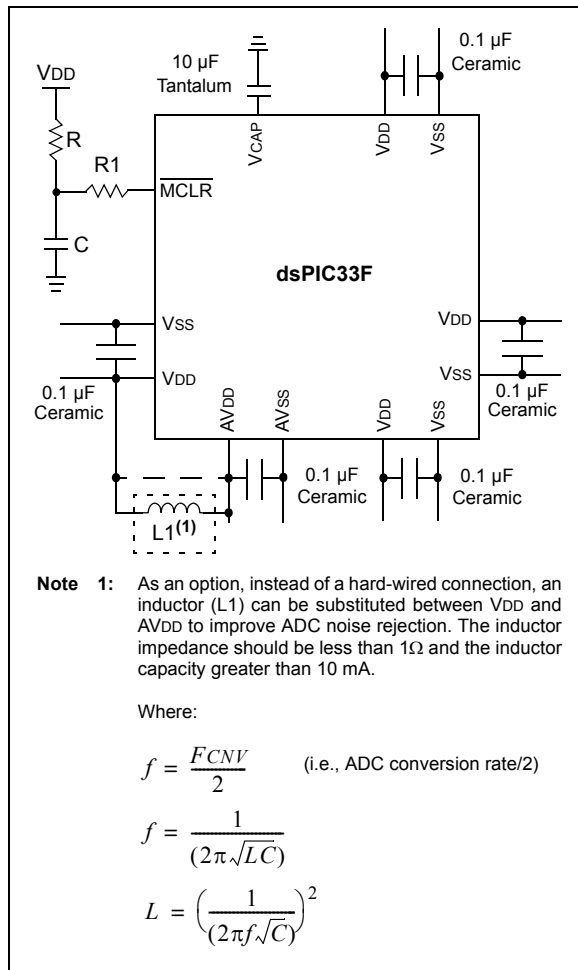 0.1 µF
Ceramic
10 µF
Tantalum
VDD
R
R1
VCAP
VDD
VSS
MCLR
C
dsPIC33F
VSS
VDD
VDD
VSS
0.1 µF
Ceramic
AVDD
AVSS
VDD
VSS
0.1 µF
Ceramic
0.1 µF
Ceramic
0.1 µF
Ceramic
L1(1)
Note 1: As an option, instead of a hard-wired connection, an
inductor (L1) can be substituted between VDD and
AVDD to improve ADC noise rejection. The inductor
impedance should be less than 1Ω and the inductor
capacity greater than 10 mA.
Where:
f = FCNV / 2 (i.e., ADC conversion rate/2)
f = 1 / (2π√LC)
L = (1 / (2πf√C))²